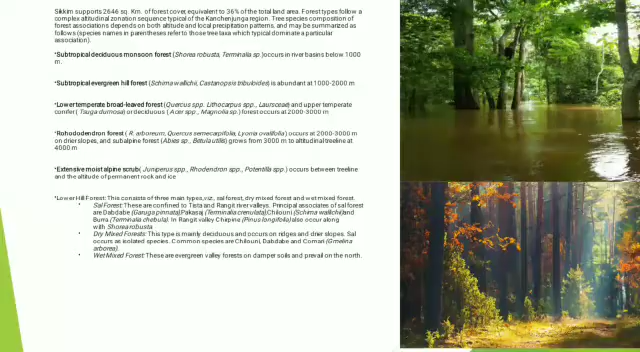 Sikkim supports 2646 sq. Km. of forest cover, equivalent to 36% of the total land area. Forest types follow a
complex altitudinal zonation sequence typical of the Kanchenjunga region. Tree species composition of
forest associations depends on both altitude and local precipitation patterns, and may be summarized as
follows (species names in parentheses refer to those tree taxa which typical dominate a particular
association).
•Subtropical deciduous monsoon forest (Shorea robusta, Terminalia sp.) occurs in river basins below 1000
m.
•Subtropical evergreen hill forest (Schima wallichii, Castanopsis tribuloides) is abundant at 1000-2000 m
•Lower temperate broad-leaved forest (Quercus spp. Lithocarpus spp., Lauraceae) and upper temperate
conifer ( Tsuga dumosa) or deciduous ( Acer spp., Magnolia sp.) forest occurs at 2000-3000 m
•Rohododendron forest ( R. arboreum, Quercus semecarpifolia, Lyonia ovalifolia ) occurs at 2000-3000 m
on drier slopes, and subalpine forest (Abies sp., Betula utilis) grows from 3000 m to altitudinal treeline at
4000 m
•Extensive moist alpine scrub( Juniperus spp., Rhodendron spp., Potentilla spp.) occurs between treeline
and the altitude of permanent rock and ice
•Lower Hill Forest: This consists of three main types, viz., sal forest, dry mixed forest and wet mixed forest.
• Sal Forest: These are confined to Tista and Rangit river valleys. Principal associates of sal forest
are Dabdabe (Garuga pinnata)Pakasaj (Terminalia crenulata)Chilouni (Schima wallichii)and
Burra (Terminalia chebula). In Rangit valley Chirpine (Pinus longifolia)also occur along
with Shorea robusta.
• Dry Mixed Forests: This type is mainly deciduous and occurs on ridges and drier slopes. Sal
occurs as isolated species. Common species are Chilouni, Dabdabe and Comari (Gmelina
arborea).
• Wet Mixed Forest: These are evergreen valley forests on damper soils and prevail on the north.